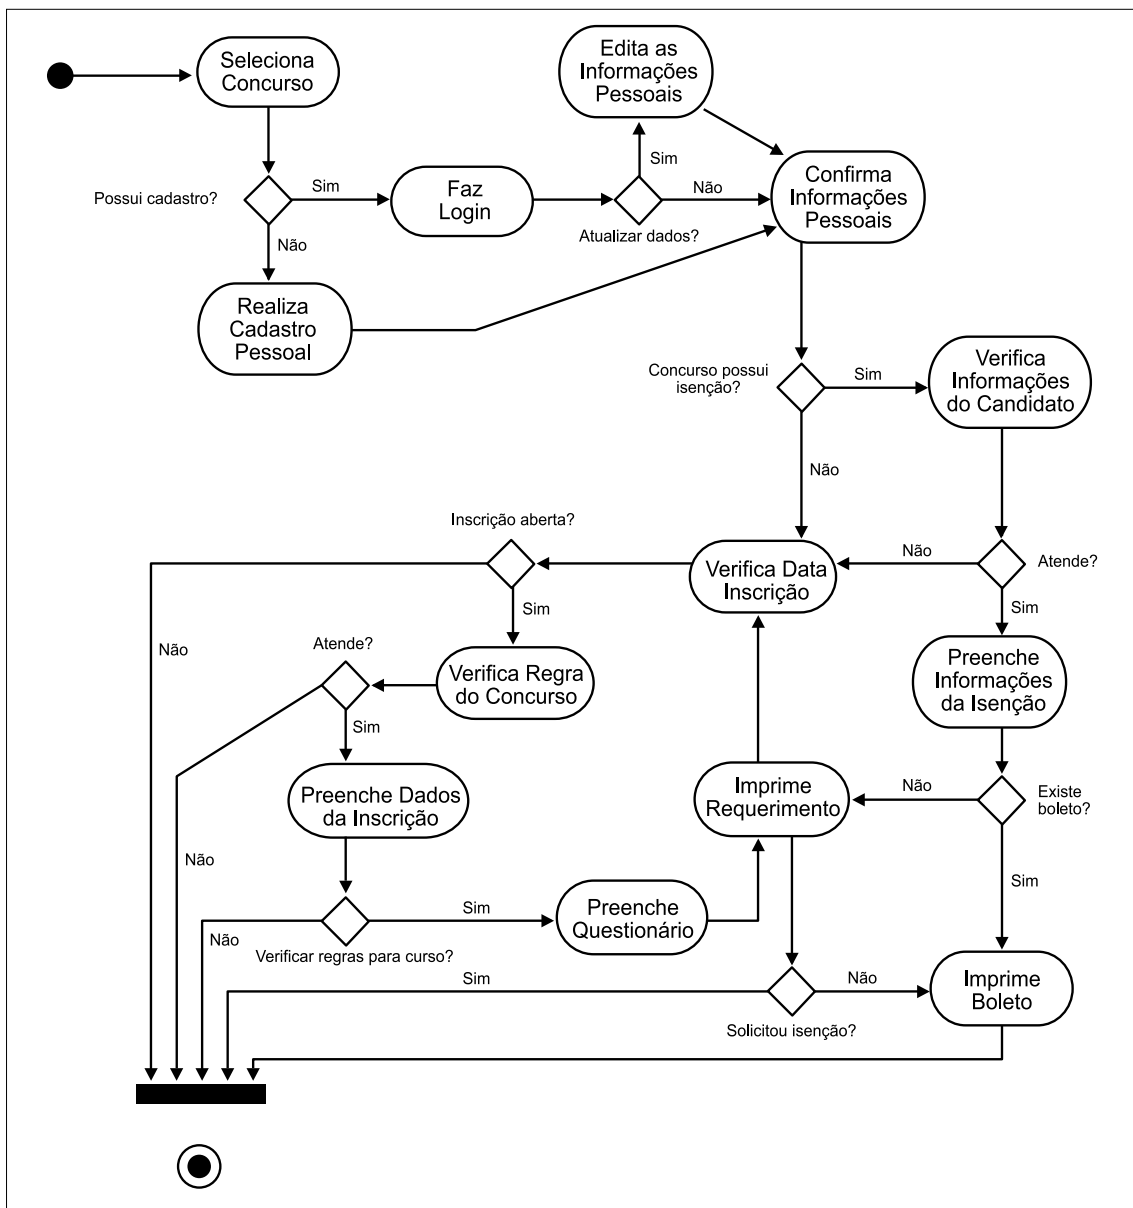 Seleciona
Concurso
Edita as
Informações
Pessoais
Possui cadastro?
Sim
Faz
Login
Sim
Não
Atualizar dados?
Confirma
Informações
Pessoais
Não
Realiza
Cadastro
Pessoal
Concurso possui
isenção?
Sim
Verifica
Informações
do Candidato
Não
Inscrição aberta?
Verifica Data
Inscrição
Não
Atende?
Sim
Sim
Não
Atende?
Verifica Regra
do Concurso
Preenche
Informações
da Isenção
Sim
Preenche Dados
da Inscrição
Imprime
Requerimento
Não
Existe
boleto?
Não
Sim
Sim
Preenche
Questionário
Não
Verificar regras para curso?
Sim
Não
Imprime
Boleto
Solicitou isenção?